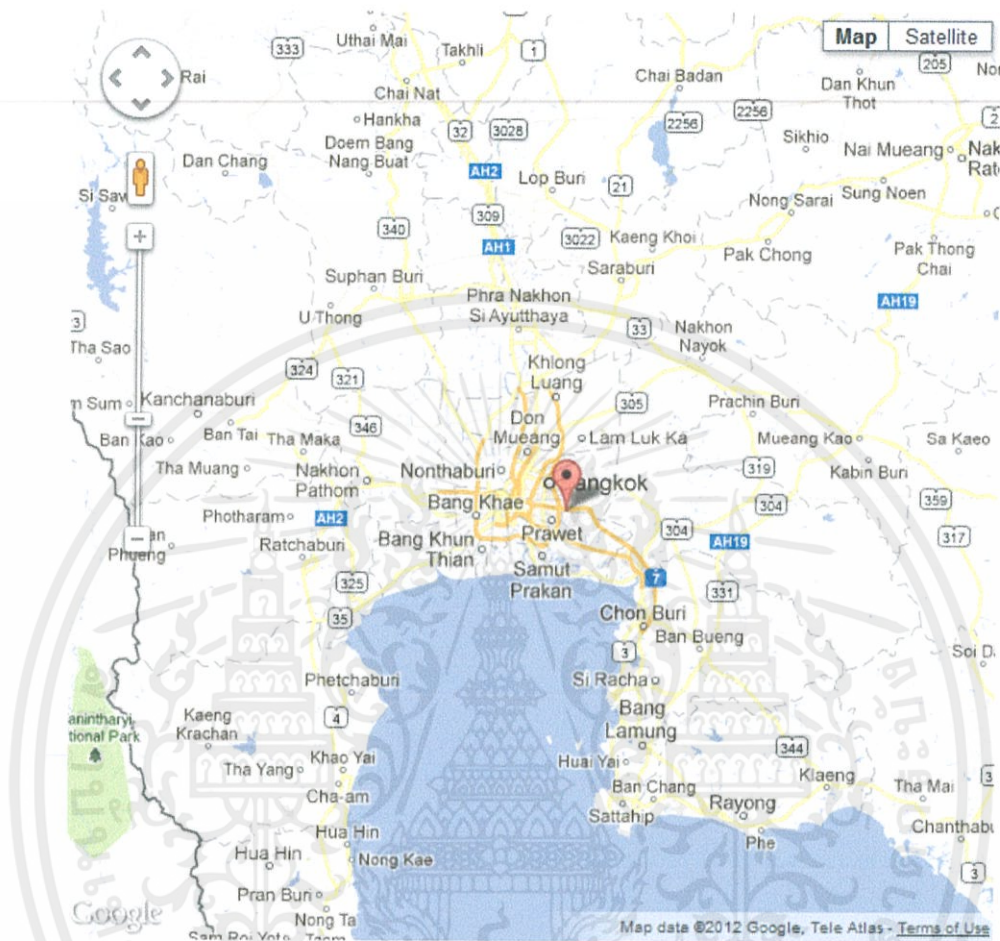 Map Satellite
333
Uthai Mai
Takhli
1
205
Rai
Chai Nat
Chai Badan
Dan Khun
Thot
Hankha
32
3028
2256
2256
Doem Bang
Nang Buat
Sikhio
Nai Mueang
Dan Chang
AH2
Lop Buri
21
Sung Noen
Nong Sarai
309
340
3022
Kaeng Khoi
AH1
Pak Chong
Pak Thong
Chai
Suphan Buri
Saraburi
Phra Nakhon
Si Ayutthaya
AH19
U Thong
3
33
Nakhon
Nayok
Tha Sao
Khlong
Luang
324
321
305
Kanchanaburi
Prachin Buri
346
Don
Mueang
Ban Kao
Ban Tai
Tha Maka
Lam Luk Ka
Mueang Kao
Sa Kaeo
Tha Muang
Nakhon
Pathom
Nonthaburi
319
Kabin Buri
Bang Khae
304
359
Photharam
AH2
Prawet
304
317
Phueng
Ratchaburi
Bang Khun
Thian
AH19
Samut
Prakan
7
325
331
35
Chon Buri
Ban Bueng
3
Phetchaburi
Si Racha
Kaeng
Krachan
4
Bang
Lamung
tional Park
344
Tha Yang
Khao Yai
Huai Yai
Klaeng
Cha-am
Ban Chang
Rayong
Tha Mai
Sattahip
Hua Hin
Phe
Hua Hin
Nong Kae
3
Pran Buri
Google
Map data ©2012 Google, Tele Atlas - Terms of Use